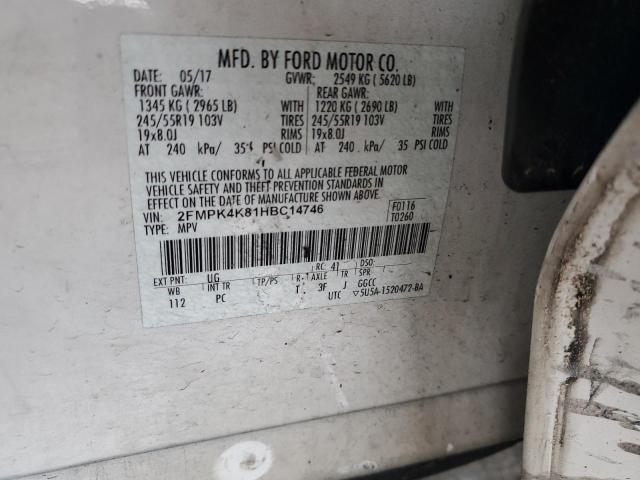 MFD. BY FORD MOTOR CO.
DATE: 05/17 GVWR: 2549 KG ( 5620 LB)
FRONT GAWR: REAR GAWR:
1345 KG ( 2965 LB) WITH 1220 KG ( 2690 LB) WITH
245/55R19 103V TIRES 245/55R19 103V TIRES
19x8.0J RIMS 19x8.0J RIMS
AT 240 kPa/ 35 PSI COLD AT 240 kPa/ 35 PSI COLD
THIS VEHICLE CONFORMS TO ALL APPLICABLE FEDERAL MOTOR
VEHICLE SAFETY AND THEFT PREVENTION STANDARDS IN
EFFECT ON THE DATE OF MANUFACTURE SHOWN ABOVE.
VIN: 2FMPK4K81HBC14746 F0116
TYPE: MPV T0260
EXT PNT: UG RC: 41
WB INT TR TP/PS R AXLE TR SPR
112 PC T 3F J GGCC
UTC ▽5U5A-1520472-BA